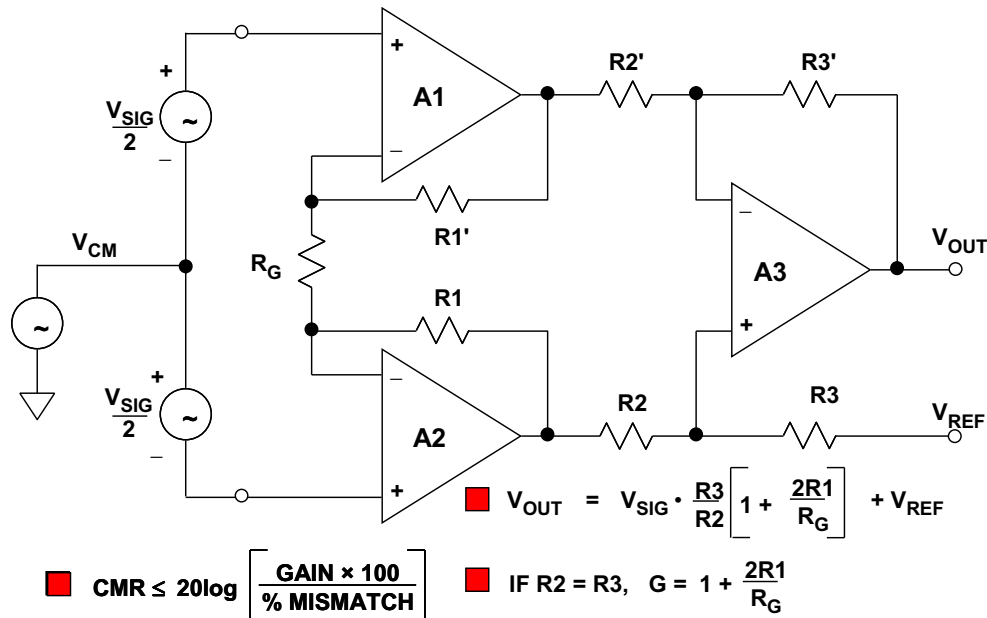 +
A1
−
R2'
R3'
+
V_SIG
2
~
−
R1'
V_CM
R_G
−
A3
+
V_OUT
~
R1
+
V_SIG
2
~
−
−
A2
+
R2
R3
V_REF
V_OUT = V_SIG · R3/R2 [1 + 2R1/R_G] + V_REF
CMR ≤ 20log [GAIN × 100 / % MISMATCH]
IF R2 = R3, G = 1 + 2R1/R_G